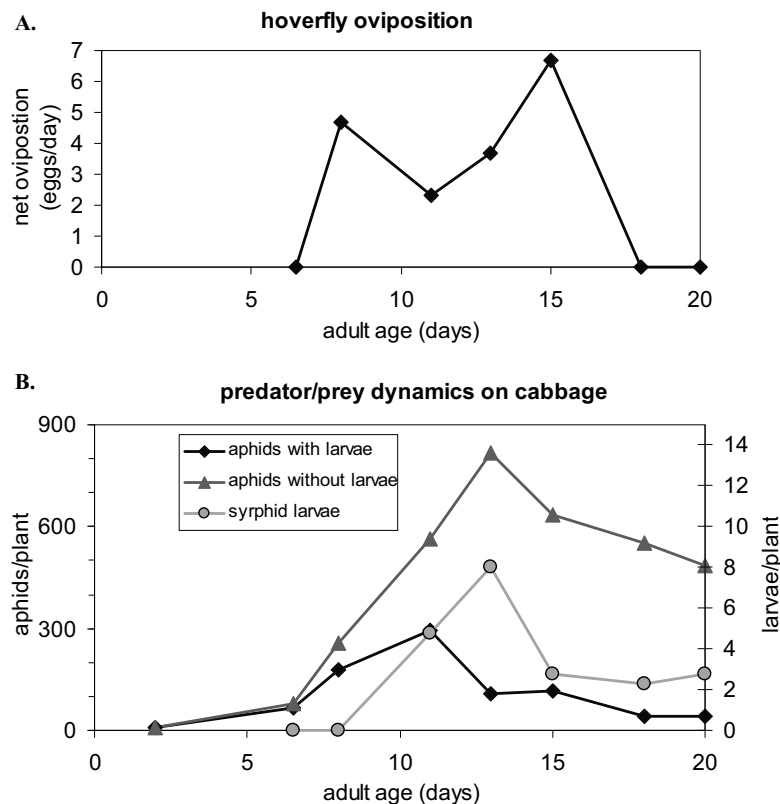 A.
hoverfly oviposition
7
6
5
4
3
2
1
0
net ovipostion
(eggs/day)
0 5 10 15 20
adult age (days)
B.
predator/prey dynamics on cabbage
900
600
300
0
aphids/plant
aphids with larvae
aphids without larvae
syrphid larvae
14
12
10
8
6
4
2
0
larvae/plant
0 5 10 15 20
adult age (days)